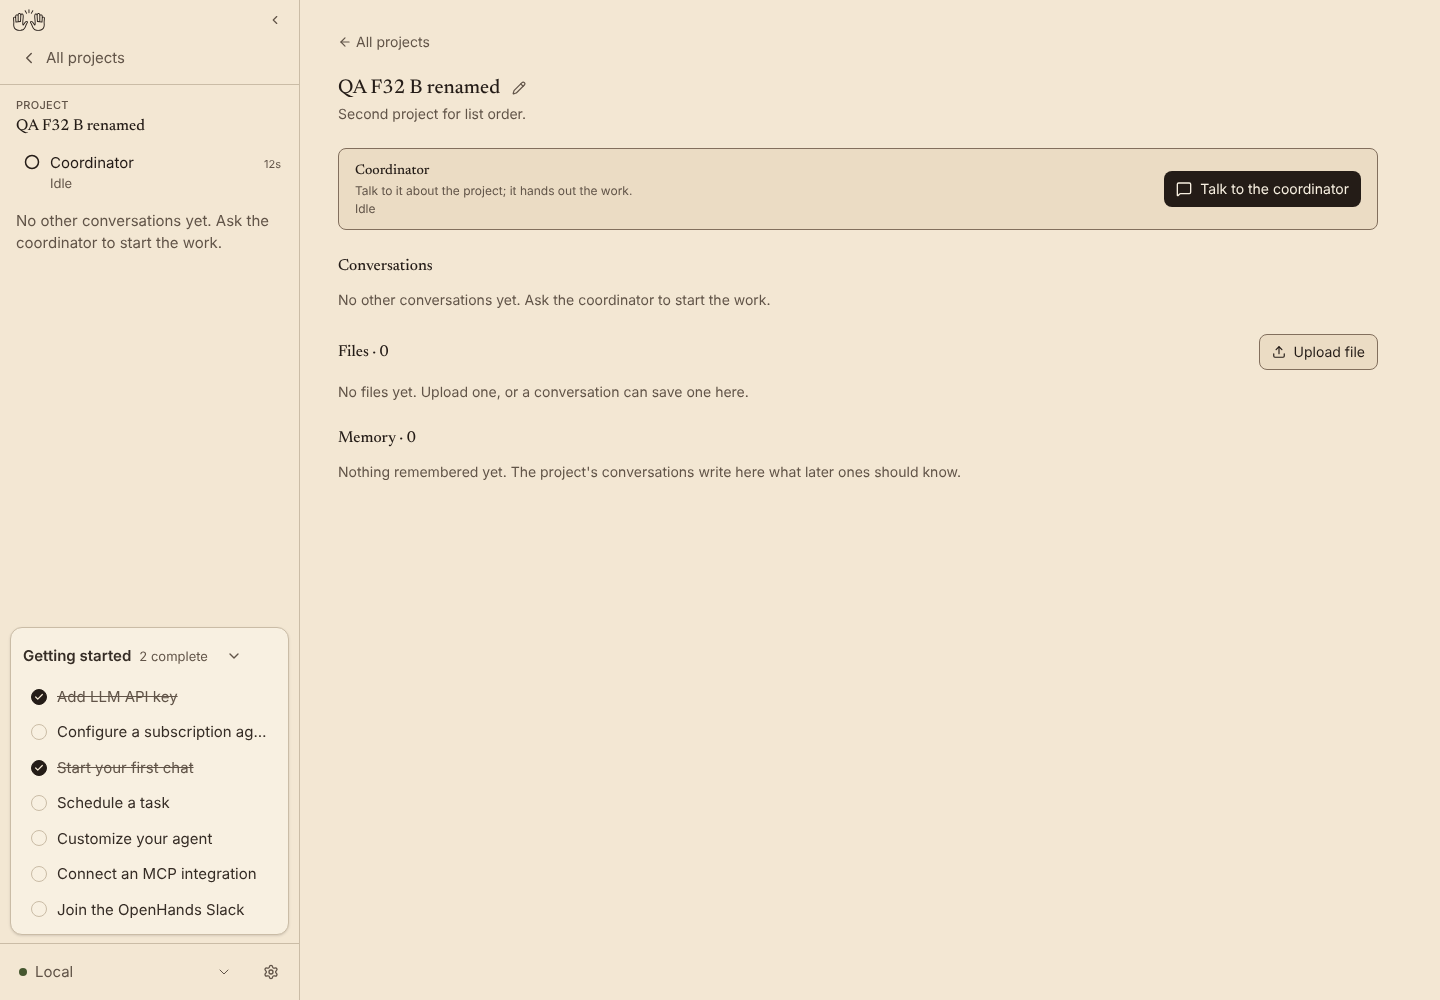 All projects
PROJECT
QA F32 B renamed
Coordinator
12s
Idle
No other conversations yet. Ask the
coordinator to start the work.
Getting started 2 complete
Add LLM API key
Configure a subscription ag...
Start your first chat
Schedule a task
Customize your agent
Connect an MCP integration
Join the OpenHands Slack
Local
All projects
QA F32 B renamed
Second project for list order.
Coordinator
Talk to it about the project; it hands out the work.
Idle
Talk to the coordinator
Conversations
No other conversations yet. Ask the coordinator to start the work.
Files · 0
Upload file
No files yet. Upload one, or a conversation can save one here.
Memory · 0
Nothing remembered yet. The project's conversations write here what later ones should know.